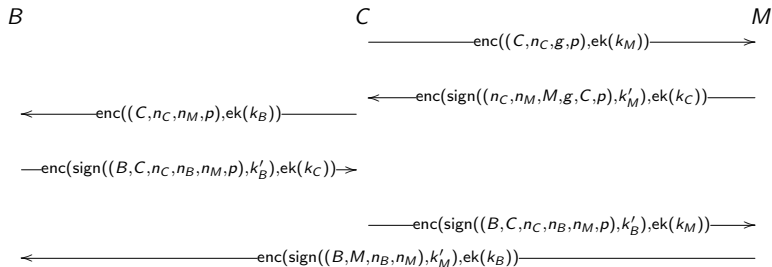 B C M
enc((C,n_C,g,p),ek(k_M))
enc(sign((n_C,n_M,M,g,C,p),k'_M),ek(k_C))
enc((C,n_C,n_M,p),ek(k_B))
enc(sign((B,C,n_C,n_B,n_M,p),k'_B),ek(k_C))
enc(sign((B,C,n_C,n_B,n_M,p),k'_B),ek(k_M))
enc(sign((B,M,n_B,n_M),k'_M),ek(k_B))